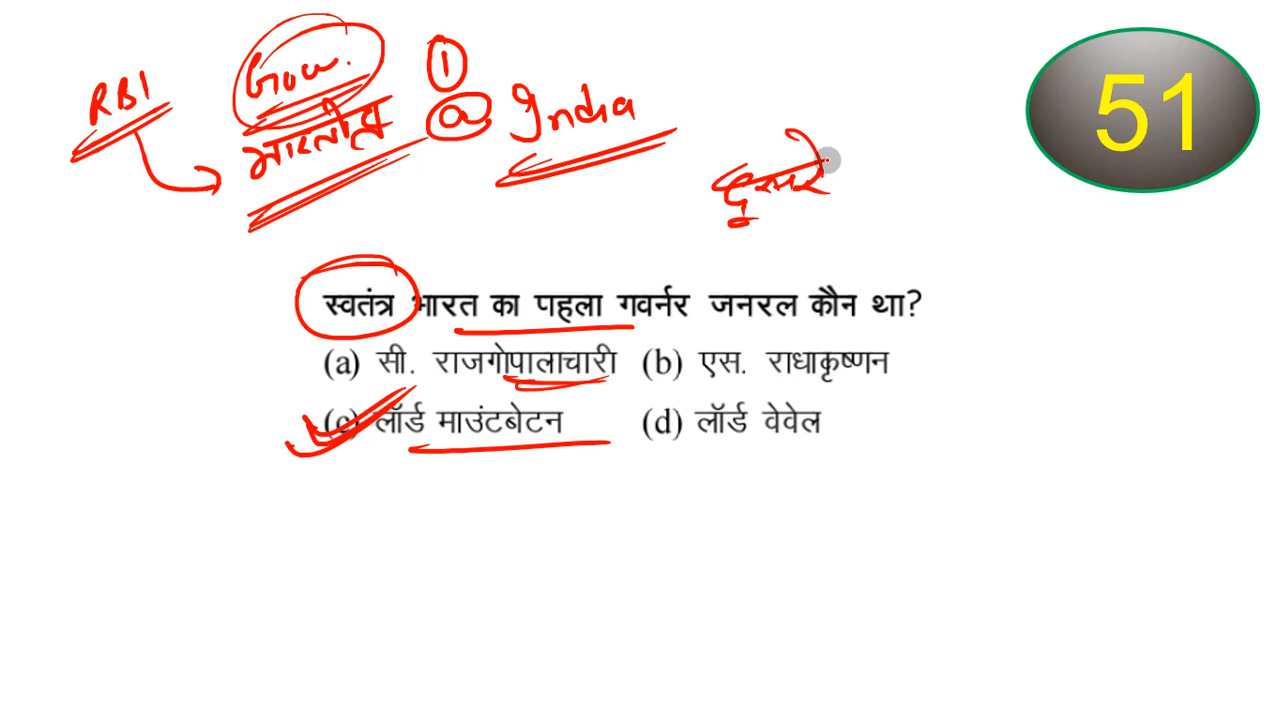 RBI Gov. 1
भारतीय a India
51
दूसरे
स्वतंत्र भारत का पहला गवर्नर जनरल कौन था?
(a) सी. राजगोपालाचारी (b) एस. राधाकृष्णन
(c) लॉर्ड माउंटबेटन (d) लॉर्ड वेवेल